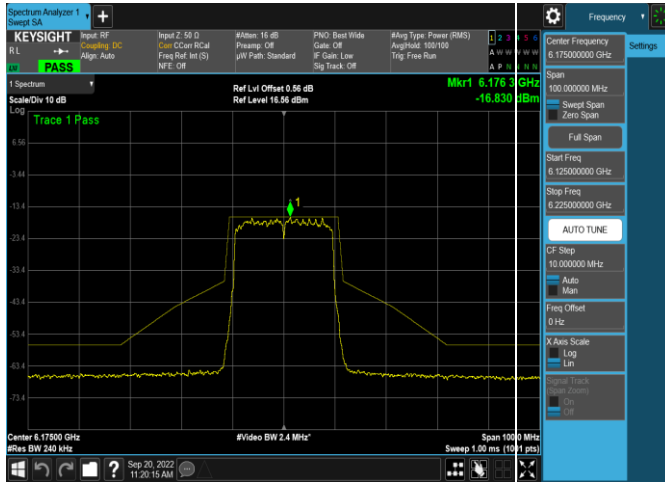 Spectrum Analyzer 1
Swept SA
Frequency
KEYSIGHT
R L
PASS
Input: RF
Coupling: DC
Align: Auto
Input Z: 50 Ω
Corr CCorr RCal
Freq Ref: Int (S)
NFE: Off
#Atten: 16 dB
Preamp: Off
µW Path: Standard
PNO: Best Wide
Gate: Off
IF Gain: Low
Sig Track: Off
#Avg Type: Power (RMS)
Avg|Hold: 100/100
Trig: Free Run
1 2 3 4 5 6
A W W W W W
A P N N N N
1 Spectrum
Scale/Div 10 dB
Log
Ref Lvl Offset 0.56 dB
Ref Level 16.56 dBm
Mkr1 6.176 3 GHz
-16.830 dBm
Trace 1 Pass
6.56
-3.44
-13.4
-23.4
-33.4
-43.4
-53.4
-63.4
-73.4
1
Center 6.17500 GHz
#Res BW 240 kHz
#Video BW 2.4 MHz*
Span 100.0 MHz
Sweep 1.00 ms (1001 pts)
Sep 20, 2022
11:20:15 AM
Center Frequency
6.175000000 GHz
Settings
Span
100.000000 MHz
Swept Span
Zero Span
Full Span
Start Freq
6.125000000 GHz
Stop Freq
6.225000000 GHz
AUTO TUNE
CF Step
10.000000 MHz
Auto
Man
Freq Offset
0 Hz
X Axis Scale
Log
Lin
Signal Track
(Span Zoom)
On
Off